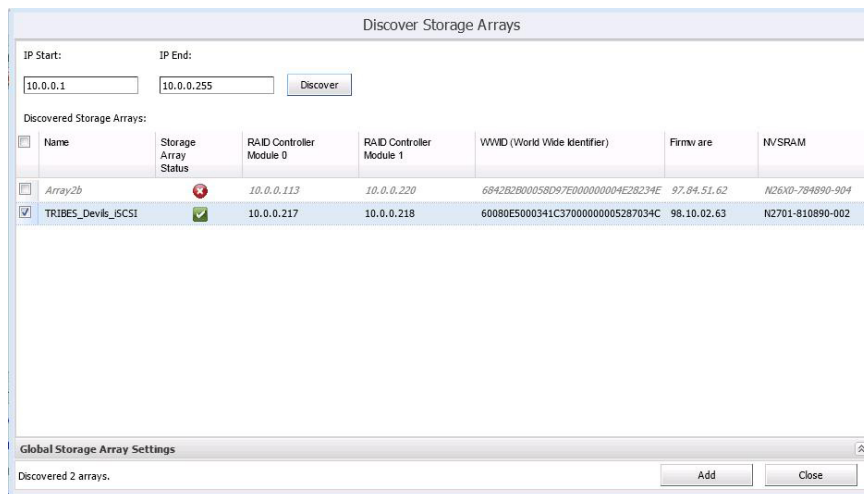 Discover Storage Arrays
IP Start: IP End:
10.0.0.1 10.0.0.255 Discover
Discovered Storage Arrays:
Name Storage Array Status RAID Controller Module 0 RAID Controller Module 1 WWID (World Wide Identifier) Firmware NVSRAM
Array2b 10.0.0.113 10.0.0.220 6842B2B00058D97E000000004E28234E 97.84.51.62 N26X0-784890-904
TRIBES_Devils_iSCSI 10.0.0.217 10.0.0.218 60080E5000341C37000000005287034C 98.10.02.63 N2701-810890-002
Global Storage Array Settings
Discovered 2 arrays. Add Close